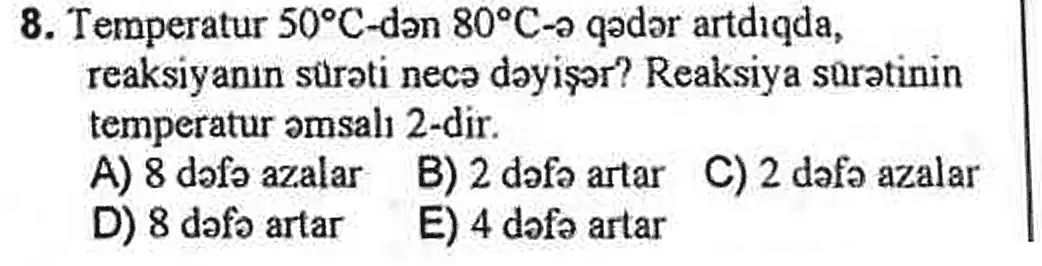 8. Temperatur 50°C-dən 80°C-ə qədər artdıqda,
reaksiyanın sürəti necə dəyişər? Reaksiya sürətinin
temperatur əmsalı 2-dir.
A) 8 dəfə azalar B) 2 dəfə artar C) 2 dəfə azalar
D) 8 dəfə artar E) 4 dəfə artar